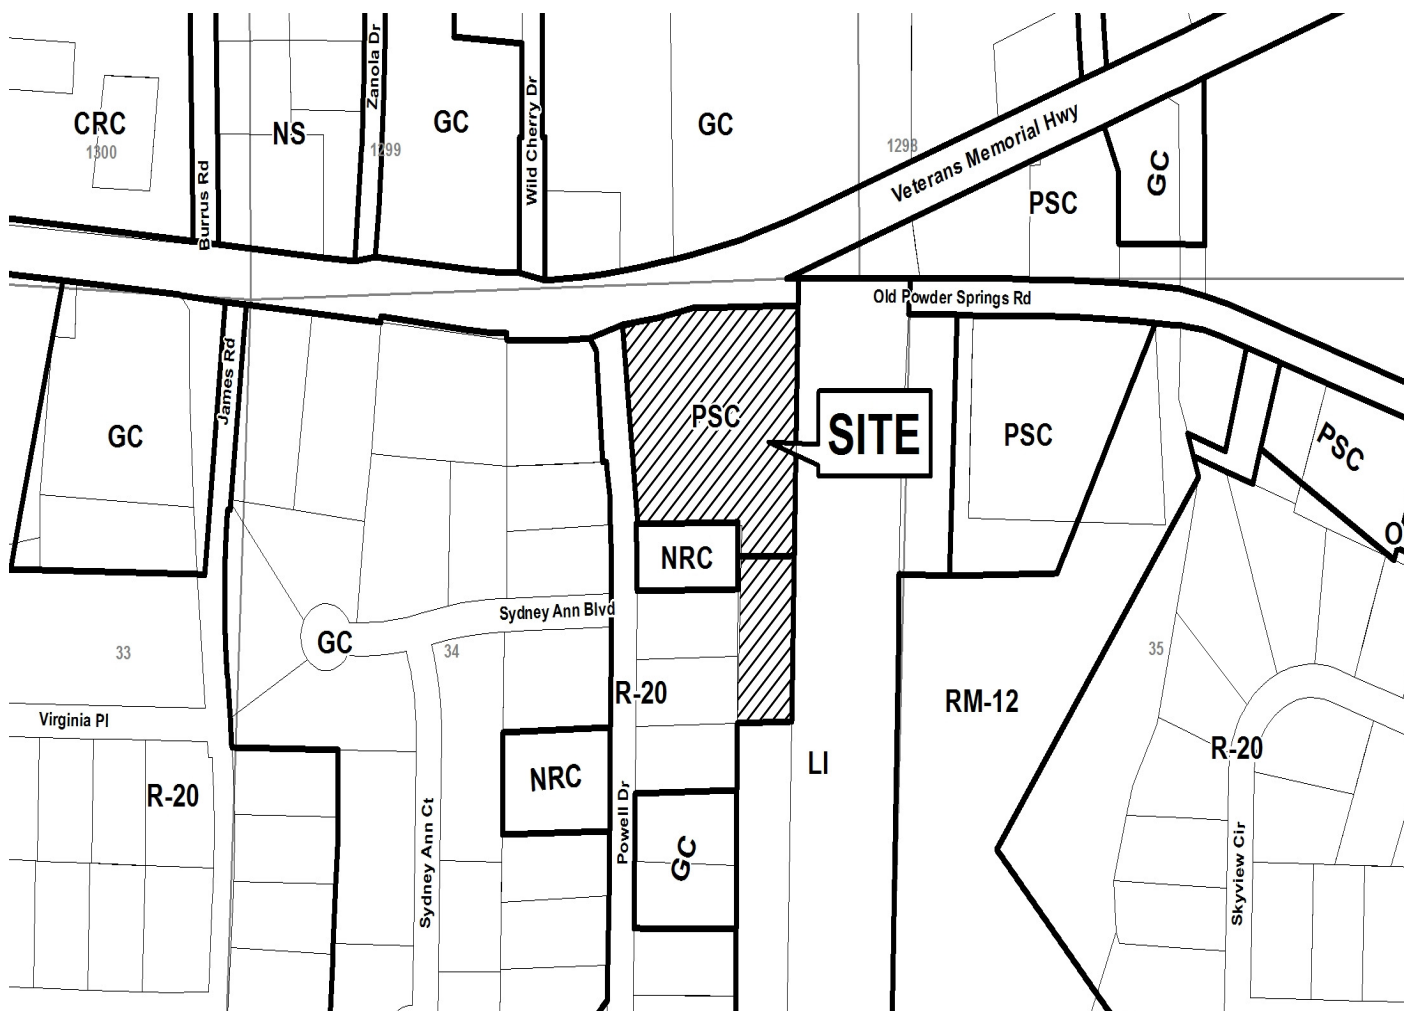 Zanola Dr
Wild Cherry Dr
Burrus Rd
CRC
1300
NS
1299
GC
GC
1298
Veterans Memorial Hwy
PSC
GC
Old Powder Springs Rd
James Rd
GC
PSC
SITE
PSC
PSC
O
NRC
Sydney Ann Blvd
GC
33
34
35
R-20
RM-12
Virginia Pl
R-20
NRC
LI
R-20
Powell Dr
GC
Sydney Ann Ct
Skyview Cir